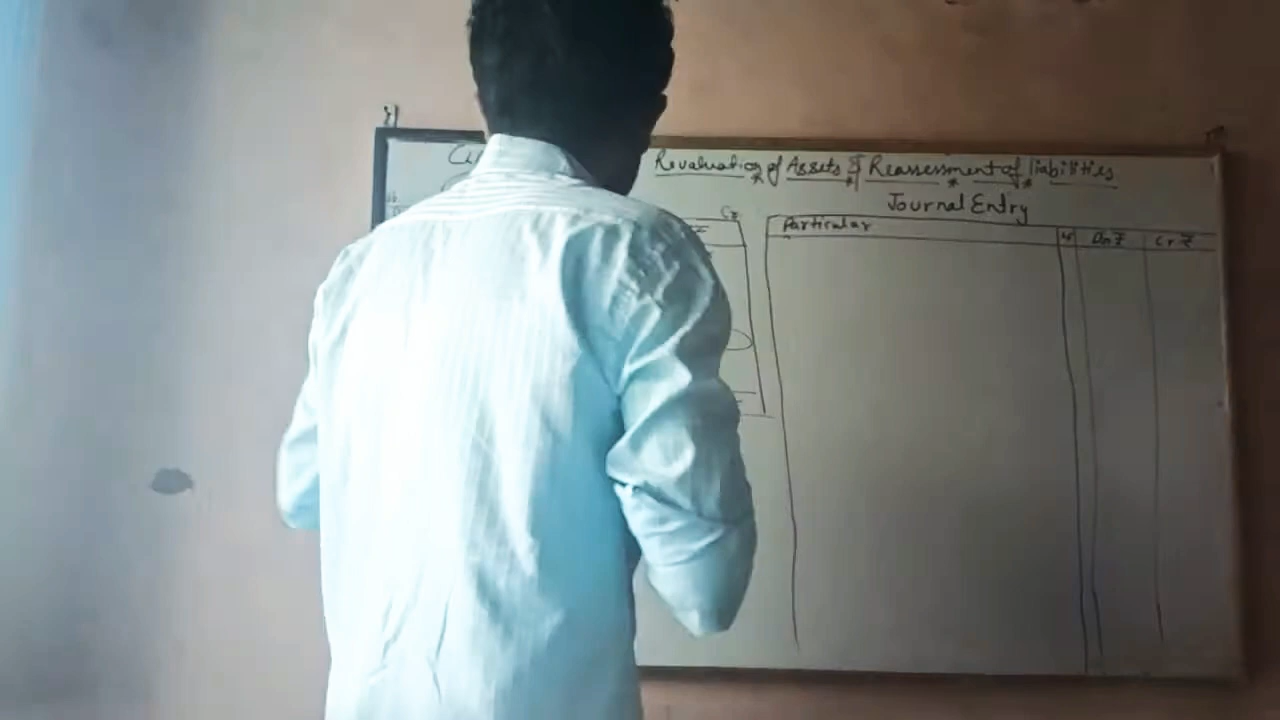 Revaluation of Assets & Reassessment of liabilities
Journal Entry
Cr
Particular Dr ₹ Cr ₹